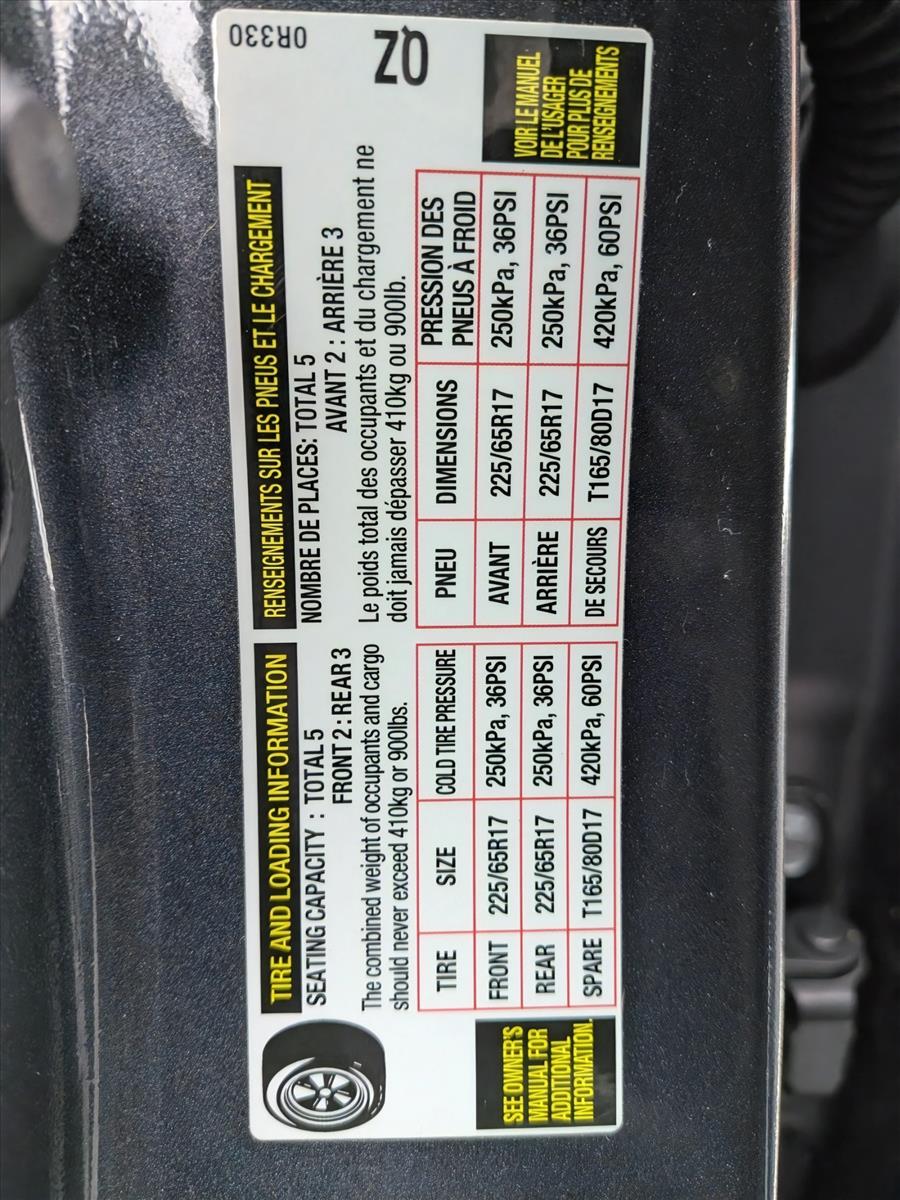 TIRE AND LOADING INFORMATION
SEATING CAPACITY : TOTAL 5
FRONT 2 : REAR 3
The combined weight of occupants and cargo
should never exceed 410kg or 900lbs.
TIRE SIZE COLD TIRE PRESSURE
FRONT 225/65R17 250kPa, 36PSI
REAR 225/65R17 250kPa, 36PSI
SPARE T165/80D17 420kPa, 60PSI
SEE OWNER'S
MANUAL FOR
ADDITIONAL
INFORMATION.
RENSEIGNEMENTS SUR LES PNEUS ET LE CHARGEMENT
NOMBRE DE PLACES: TOTAL 5
AVANT 2 : ARRIÈRE 3
Le poids total des occupants et du chargement ne
doit jamais dépasser 410kg ou 900lb.
PNEU DIMENSIONS PRESSION DES
PNEUS À FROID
AVANT 225/65R17 250kPa, 36PSI
ARRIÈRE 225/65R17 250kPa, 36PSI
DE SECOURS T165/80D17 420kPa, 60PSI
0R330
QZ
VOIR LE MANUEL
DE L'USAGER
POUR PLUS DE
RENSEIGNEMENTS